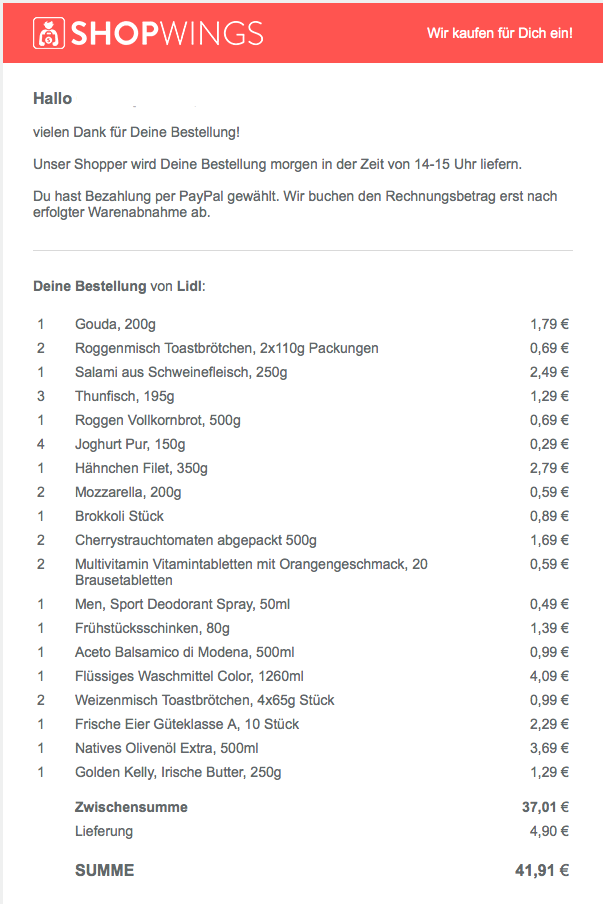 SHOPWINGS
Wir kaufen für Dich ein!
Hallo
vielen Dank für Deine Bestellung!
Unser Shopper wird Deine Bestellung morgen in der Zeit von 14-15 Uhr liefern.
Du hast Bezahlung per PayPal gewählt. Wir buchen den Rechnungsbetrag erst nach
erfolgter Warenabnahme ab.
Deine Bestellung von Lidl:
1 Gouda, 200g 1,79 €
2 Roggenmisch Toastbrötchen, 2x110g Packungen 0,69 €
1 Salami aus Schweinefleisch, 250g 2,49 €
3 Thunfisch, 195g 1,29 €
1 Roggen Vollkornbrot, 500g 0,69 €
4 Joghurt Pur, 150g 0,29 €
1 Hähnchen Filet, 350g 2,79 €
2 Mozzarella, 200g 0,59 €
1 Brokkoli Stück 0,89 €
2 Cherrystrauchtomaten abgepackt 500g 1,69 €
2 Multivitamin Vitamintabletten mit Orangengeschmack, 20 0,59 €
Brausetabletten
1 Men, Sport Deodorant Spray, 50ml 0,49 €
1 Frühstücksschinken, 80g 1,39 €
1 Aceto Balsamico di Modena, 500ml 0,99 €
1 Flüssiges Waschmittel Color, 1260ml 4,09 €
2 Weizenmisch Toastbrötchen, 4x65g Stück 0,99 €
1 Frische Eier Güteklasse A, 10 Stück 2,29 €
1 Natives Olivenöl Extra, 500ml 3,69 €
1 Golden Kelly, Irische Butter, 250g 1,29 €
Zwischensumme 37,01 €
Lieferung 4,90 €
SUMME 41,91 €